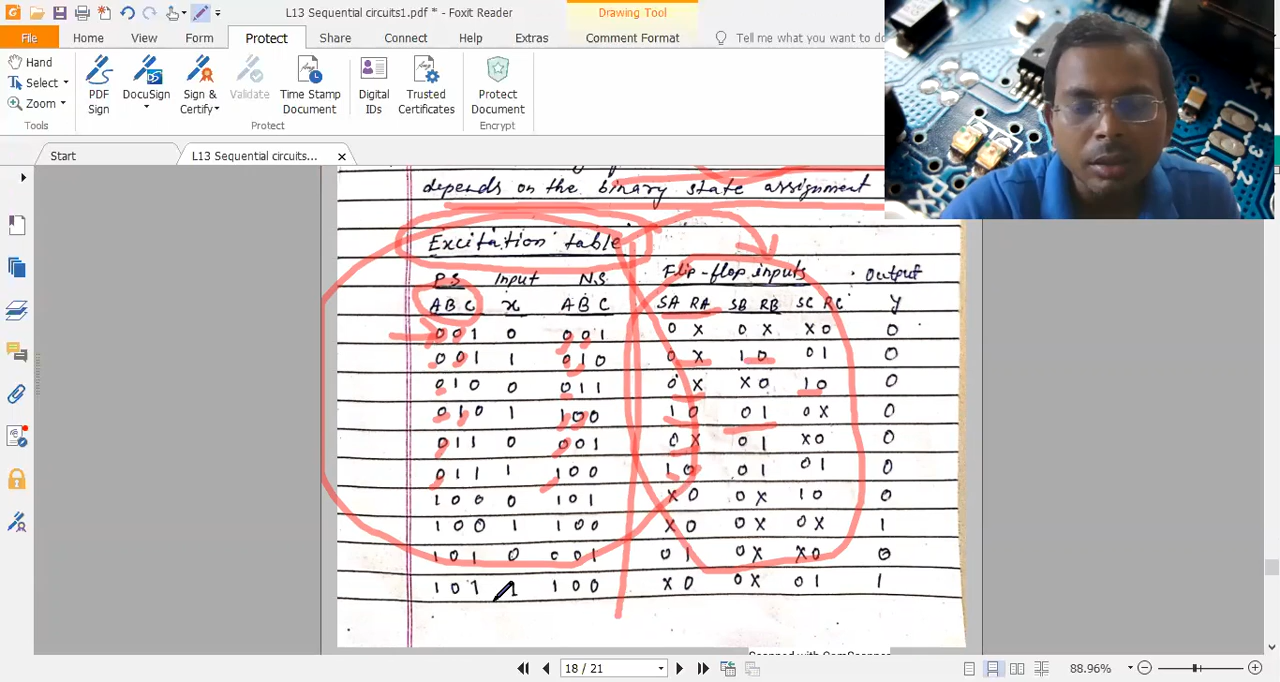 L13 Sequential circuits1.pdf * - Foxit Reader
Drawing Tool
File Home View Form Protect Share Connect Help Extras Comment Format Tell me what you want to do
Hand
Select
Zoom
Tools
PDF Sign
DocuSign
Sign & Certify
Validate
Time Stamp Document
Digital IDs
Trusted Certificates
Protect
Protect Document
Encrypt
Start
L13 Sequential circuits...
depends on the binary state assignment
Excitation table
P.S Input N.S. Flip-flop inputs Output
A B C x A B C SA RA SB RB SC RC y
0 0 1 0 0 0 1 0 X 0 X X 0 0
0 0 1 1 0 1 0 0 X 1 0 0 1 0
0 1 0 0 0 1 1 0 X X 0 1 0 0
0 1 0 1 1 0 0 1 0 0 1 0 X 0
0 1 1 0 0 0 1 0 X 0 1 X 0 0
0 1 1 1 1 0 0 1 0 0 1 0 1 0
1 0 0 0 1 0 1 X 0 0 X 1 0 0
1 0 0 1 1 0 0 X 0 0 X 0 X 1
1 0 1 0 0 0 1 0 1 0 X X 0 0
1 0 1 1 1 0 0 X 0 0 X 0 1 1
18 / 21
88.96%